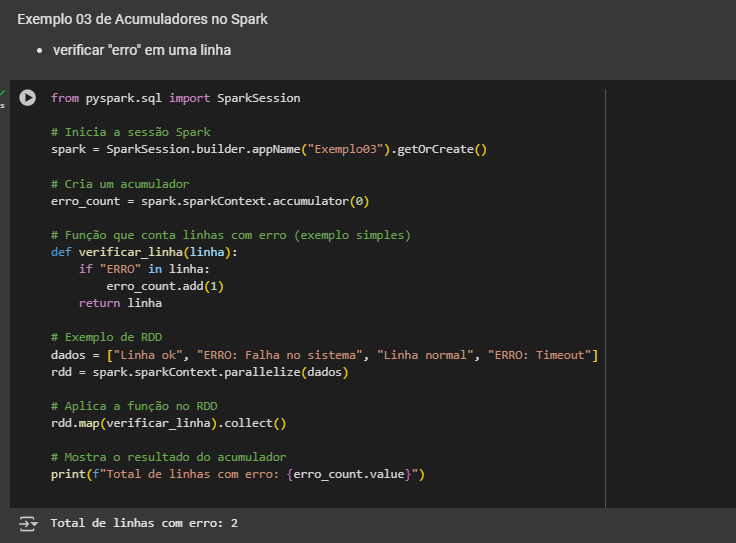 Exemplo 03 de Acumuladores no Spark
• verificar "erro" em uma linha
s
from pyspark.sql import SparkSession
# Inicia a sessão Spark
spark = SparkSession.builder.appName("Exemplo03").getOrCreate()
# Cria um acumulador
erro_count = spark.sparkContext.accumulator(0)
# Função que conta linhas com erro (exemplo simples)
def verificar_linha(linha):
    if "ERRO" in linha:
        erro_count.add(1)
    return linha
# Exemplo de RDD
dados = ["Linha ok", "ERRO: Falha no sistema", "Linha normal", "ERRO: Timeout"]
rdd = spark.sparkContext.parallelize(dados)
# Aplica a função no RDD
rdd.map(verificar_linha).collect()
# Mostra o resultado do acumulador
print(f"Total de linhas com erro: {erro_count.value}")
Total de linhas com erro: 2